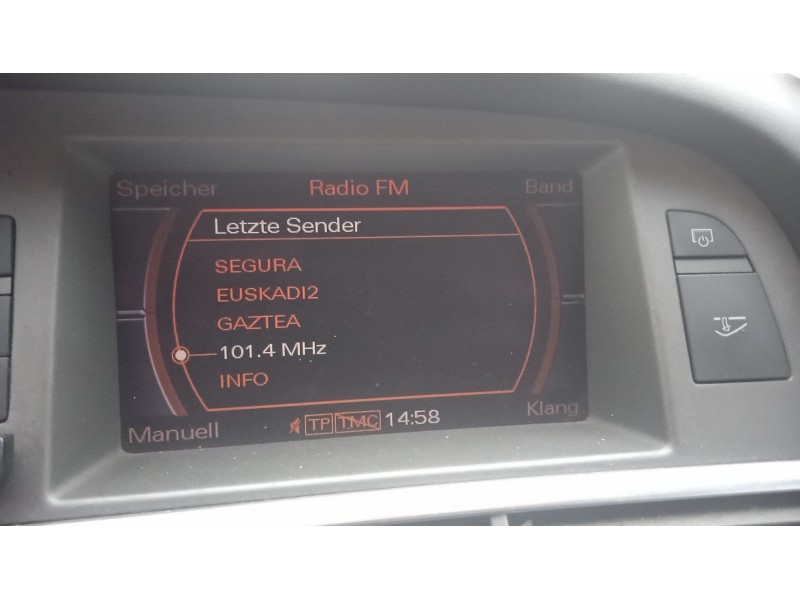 Speicher Radio FM Band
Letzte Sender
SEGURA
EUSKADI2
GAZTEA
101.4 MHz
INFO
Manuell TP TMC 14:58 Klang